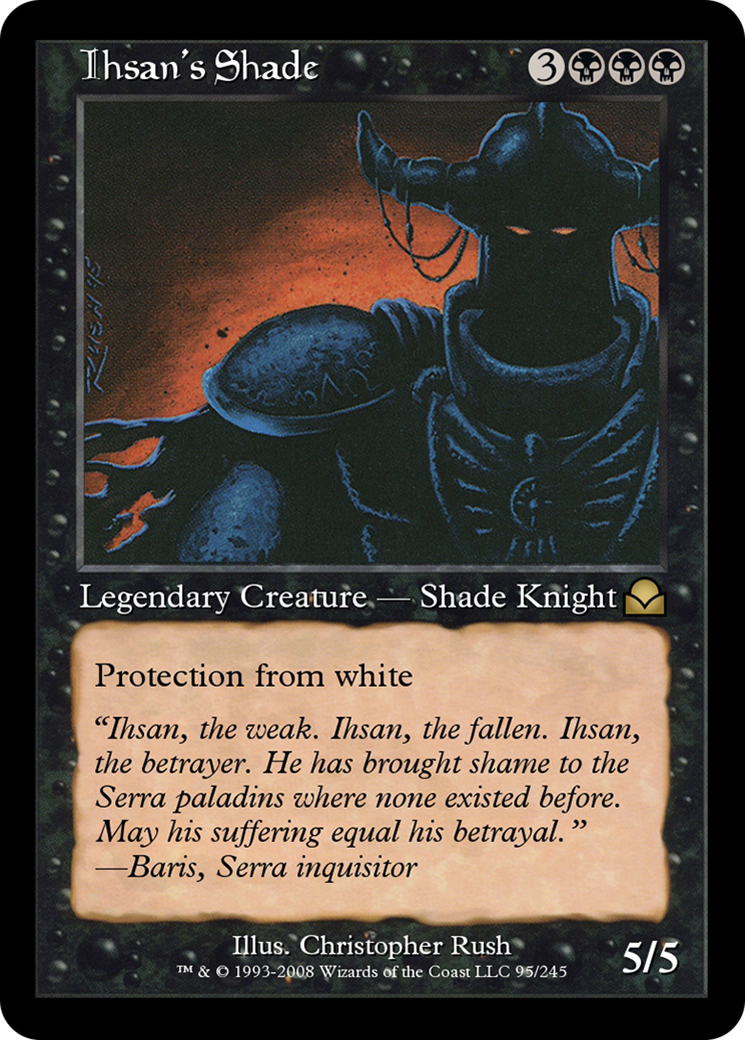 Ihsan's Shade
3
Legendary Creature — Shade Knight
Protection from white
“Ihsan, the weak. Ihsan, the fallen. Ihsan,
the betrayer. He has brought shame to the
Serra paladins where none existed before.
May his suffering equal his betrayal.”
—Baris, Serra inquisitor
Illus. Christopher Rush
™ & © 1993-2008 Wizards of the Coast LLC 95/245
5/5